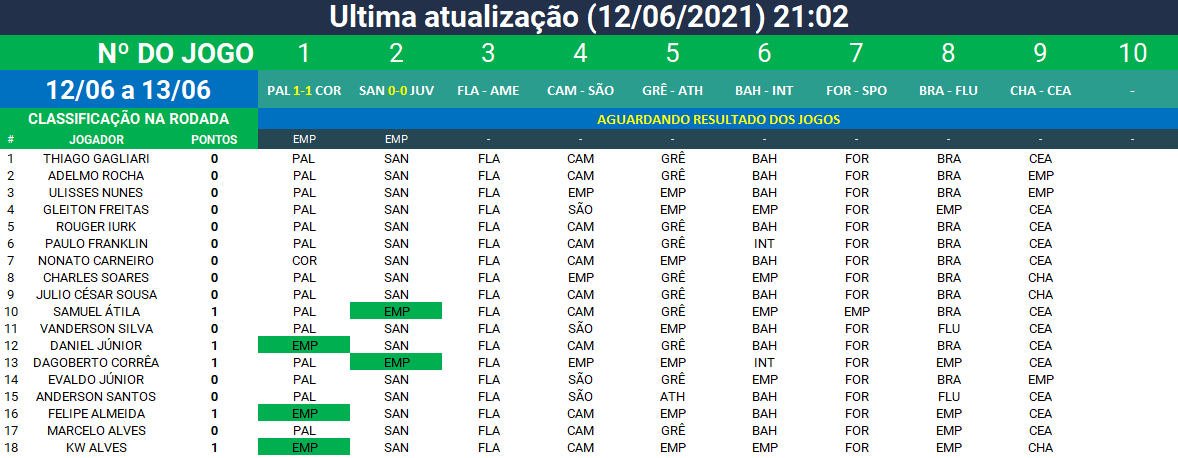 Ultima atualização (12/06/2021) 21:02
Nº DO JOGO 1 2 3 4 5 6 7 8 9 10
12/06 a 13/06 PAL 1-1 COR SAN 0-0 JUV FLA - AME CAM - SÃO GRÊ - ATH BAH - INT FOR - SPO BRA - FLU CHA - CEA -
CLASSIFICAÇÃO NA RODADA AGUARDANDO RESULTADO DOS JOGOS
# JOGADOR PONTOS EMP EMP - - - - - - - -
1 THIAGO GAGLIARI 0 PAL SAN FLA CAM GRÊ BAH FOR BRA CEA
2 ADELMO ROCHA 0 PAL SAN FLA CAM GRÊ BAH FOR BRA EMP
3 ULISSES NUNES 0 PAL SAN FLA EMP EMP BAH FOR BRA EMP
4 GLEITON FREITAS 0 PAL SAN FLA SÃO EMP EMP FOR EMP CEA
5 ROUGER IURK 0 PAL SAN FLA CAM GRÊ BAH FOR BRA CEA
6 PAULO FRANKLIN 0 PAL SAN FLA CAM GRÊ INT FOR BRA CEA
7 NONATO CARNEIRO 0 COR SAN FLA CAM GRÊ BAH FOR BRA CEA
8 CHARLES SOARES 0 PAL SAN FLA EMP GRÊ BAH FOR BRA CHA
9 JULIO CÉSAR SOUSA 0 PAL SAN FLA CAM GRÊ BAH FOR BRA CHA
10 SAMUEL ÁTILA 1 PAL EMP FLA CAM GRÊ EMP EMP BRA CEA
11 VANDERSON SILVA 0 PAL SAN FLA SÃO EMP BAH FOR FLU CEA
12 DANIEL JÚNIOR 1 EMP SAN FLA CAM EMP BAH FOR BRA CEA
13 DAGOBERTO CORRÊA 1 PAL EMP FLA EMP EMP INT FOR EMP CEA
14 EVALDO JÚNIOR 0 PAL SAN FLA SÃO GRÊ EMP FOR BRA EMP
15 ANDERSON SANTOS 0 PAL SAN FLA SÃO ATH BAH FOR FLU CEA
16 FELIPE ALMEIDA 1 EMP SAN FLA CAM EMP BAH FOR EMP CEA
17 MARCELO ALVES 0 PAL SAN FLA CAM GRÊ BAH FOR EMP CEA
18 KW ALVES 1 EMP SAN FLA CAM EMP EMP FOR EMP CHA